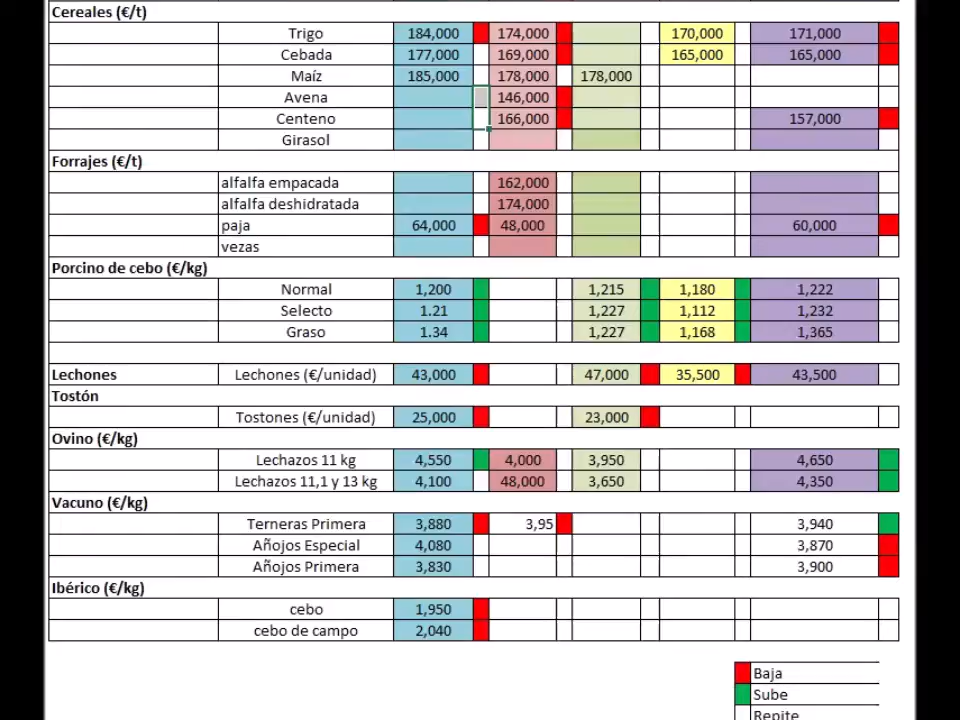 Cereales (€/t)
Trigo 184,000 174,000 170,000 171,000
Cebada 177,000 169,000 165,000 165,000
Maíz 185,000 178,000 178,000
Avena 146,000
Centeno 166,000 157,000
Girasol
Forrajes (€/t)
alfalfa empacada 162,000
alfalfa deshidratada 174,000
paja 64,000 48,000 60,000
vezas
Porcino de cebo (€/kg)
Normal 1,200 1,215 1,180 1,222
Selecto 1.21 1,227 1,112 1,232
Graso 1.34 1,227 1,168 1,365
Lechones Lechones (€/unidad) 43,000 47,000 35,500 43,500
Tostón
Tostones (€/unidad) 25,000 23,000
Ovino (€/kg)
Lechazos 11 kg 4,550 4,000 3,950 4,650
Lechazos 11,1 y 13 kg 4,100 48,000 3,650 4,350
Vacuno (€/kg)
Terneras Primera 3,880 3,95 3,940
Añojos Especial 4,080 3,870
Añojos Primera 3,830 3,900
Ibérico (€/kg)
cebo 1,950
cebo de campo 2,040
Baja
Sube
Repite